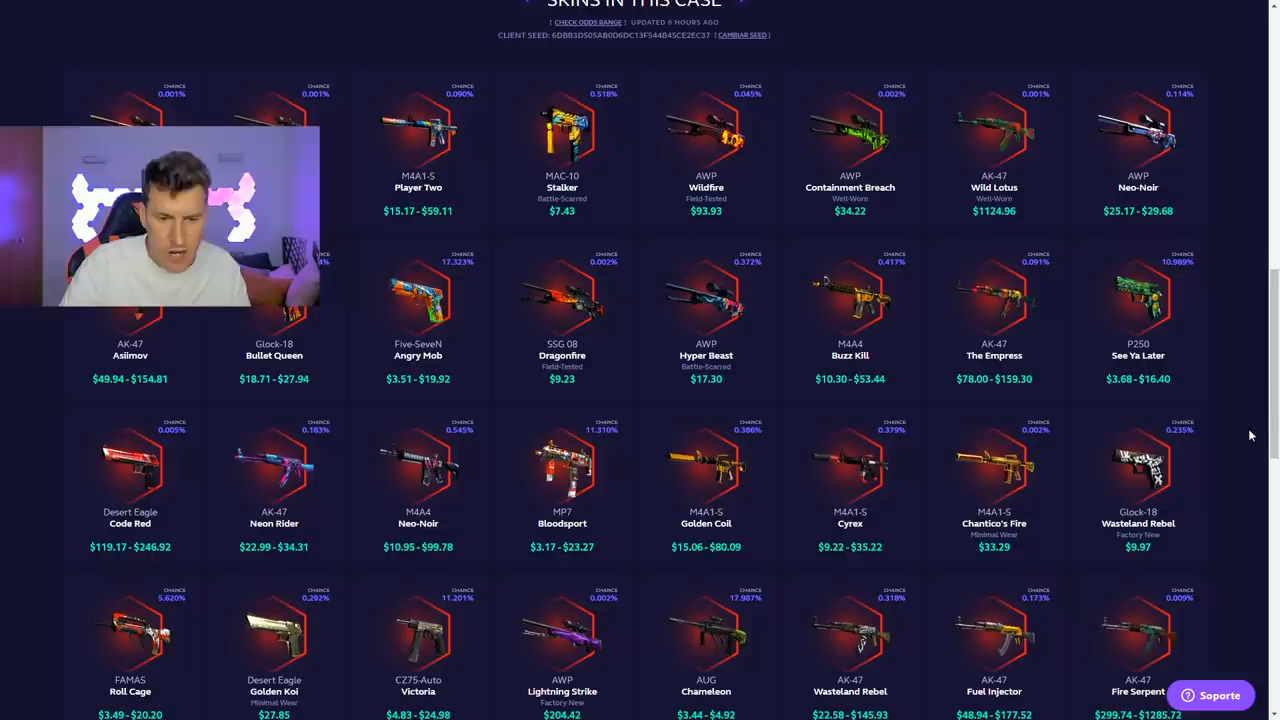 SKINS IN THIS CASE
[ CHECK ODDS RANGE ] UPDATED 6 HOURS AGO
CLIENT SEED: 6DBB3D505AB0D6DC13F544B45CE2EC37 [ CAMBIAR SEED ]
CHANCE CHANCE CHANCE CHANCE CHANCE CHANCE CHANCE CHANCE
0.001% 0.001% 0.090% 0.518% 0.045% 0.002% 0.001% 0.114%
M4A1-S MAC-10 AWP AWP AK-47 AWP
Player Two Stalker Wildfire Containment Breach Wild Lotus Neo-Noir
Battle-Scarred Field-Tested Well-Worn Well-Worn
$15.17 - $59.11 $7.43 $93.93 $34.22 $1124.96 $25.17 - $29.68
CHANCE CHANCE CHANCE CHANCE CHANCE CHANCE
17.323% 0.002% 0.372% 0.417% 0.091% 10.989%
AK-47 Glock-18 Five-SeveN SSG 08 AWP M4A4 AK-47 P250
Asiimov Bullet Queen Angry Mob Dragonfire Hyper Beast Buzz Kill The Empress See Ya Later
Field-Tested Battle-Scarred
$49.94 - $154.81 $18.71 - $27.94 $3.51 - $19.92 $9.23 $17.30 $10.30 - $53.44 $78.00 - $159.30 $3.68 - $16.40
CHANCE CHANCE CHANCE CHANCE CHANCE CHANCE CHANCE CHANCE
0.005% 0.183% 0.545% 11.310% 0.386% 0.379% 0.002% 0.235%
Desert Eagle AK-47 M4A4 MP7 M4A1-S M4A1-S M4A1-S Glock-18
Code Red Neon Rider Neo-Noir Bloodsport Golden Coil Cyrex Chantico's Fire Wasteland Rebel
Minimal Wear Factory New
$119.17 - $246.92 $22.99 - $34.31 $10.95 - $99.78 $3.17 - $23.27 $15.06 - $80.09 $9.22 - $35.22 $33.29 $9.97
CHANCE CHANCE CHANCE CHANCE CHANCE CHANCE CHANCE CHANCE
5.620% 0.292% 11.201% 0.002% 17.987% 0.318% 0.173% 0.009%
FAMAS Desert Eagle CZ75-Auto AWP AUG AK-47 AK-47 AK-47
Roll Cage Golden Koi Victoria Lightning Strike Chameleon Wasteland Rebel Fuel Injector Fire Serpent
Minimal Wear Factory New
$3.49 - $20.20 $27.85 $4.83 - $24.98 $204.42 $3.44 - $4.92 $22.58 - $145.93 $48.94 - $177.52 $299.74 - $1285.72
Soporte